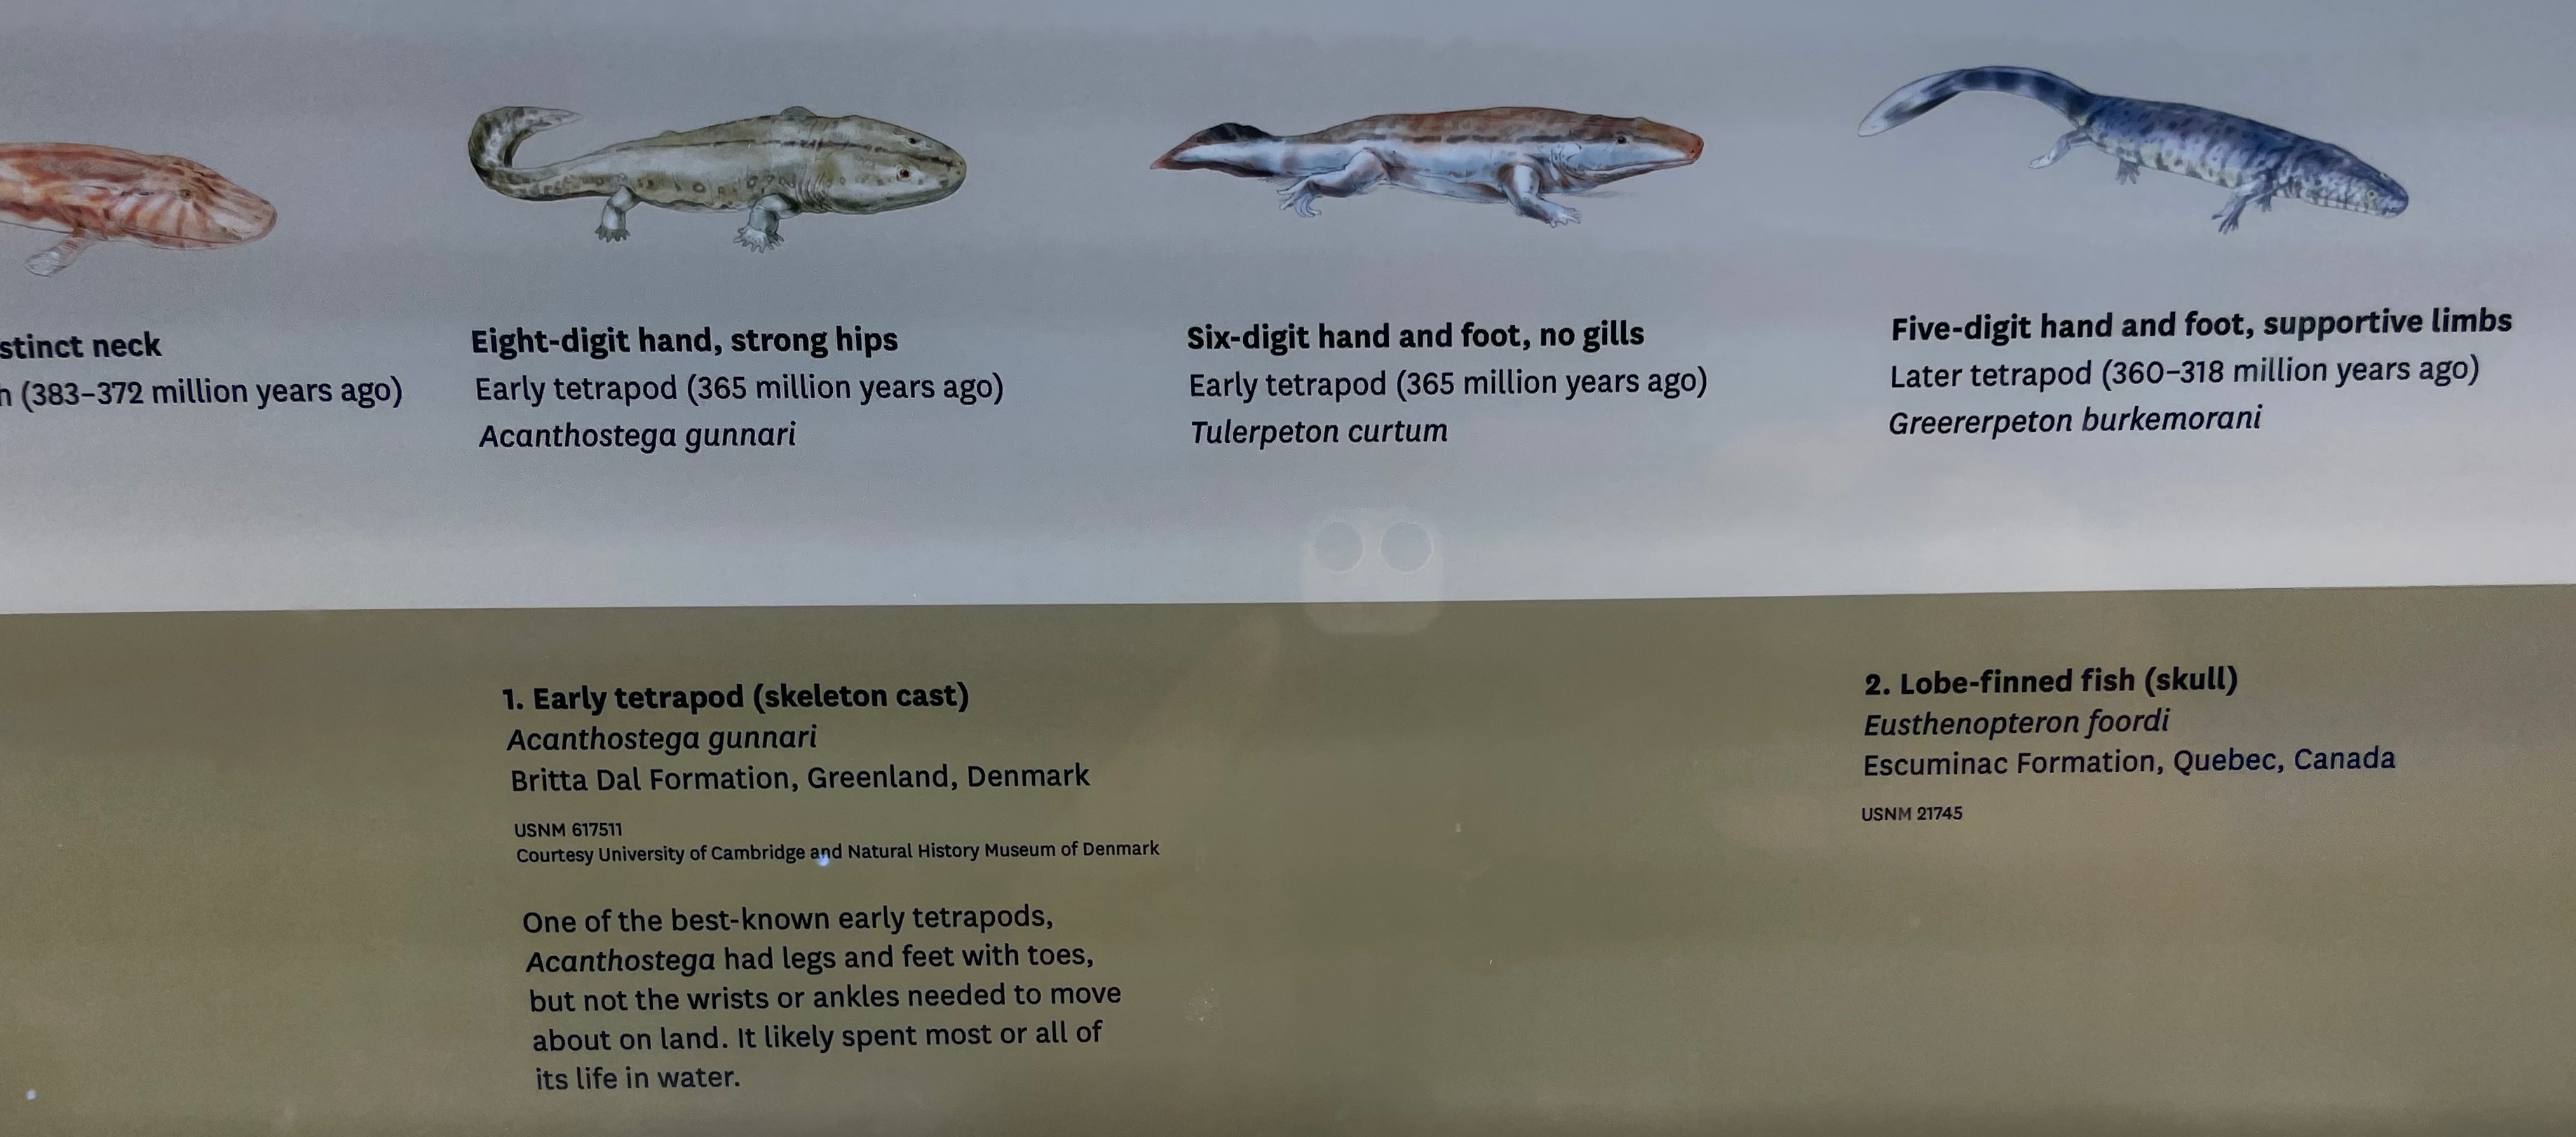 stinct neck
(383–372 million years ago)
Eight-digit hand, strong hips
Early tetrapod (365 million years ago)
Acanthostega gunnari
Six-digit hand and foot, no gills
Early tetrapod (365 million years ago)
Tulerpeton curtum
Five-digit hand and foot, supportive limbs
Later tetrapod (360–318 million years ago)
Greererpeton burkemorani
1. Early tetrapod (skeleton cast)
Acanthostega gunnari
Britta Dal Formation, Greenland, Denmark
USNM 617511
Courtesy University of Cambridge and Natural History Museum of Denmark
One of the best-known early tetrapods,
Acanthostega had legs and feet with toes,
but not the wrists or ankles needed to move
about on land. It likely spent most or all of
its life in water.
2. Lobe-finned fish (skull)
Eusthenopteron foordi
Escuminac Formation, Quebec, Canada
USNM 21745